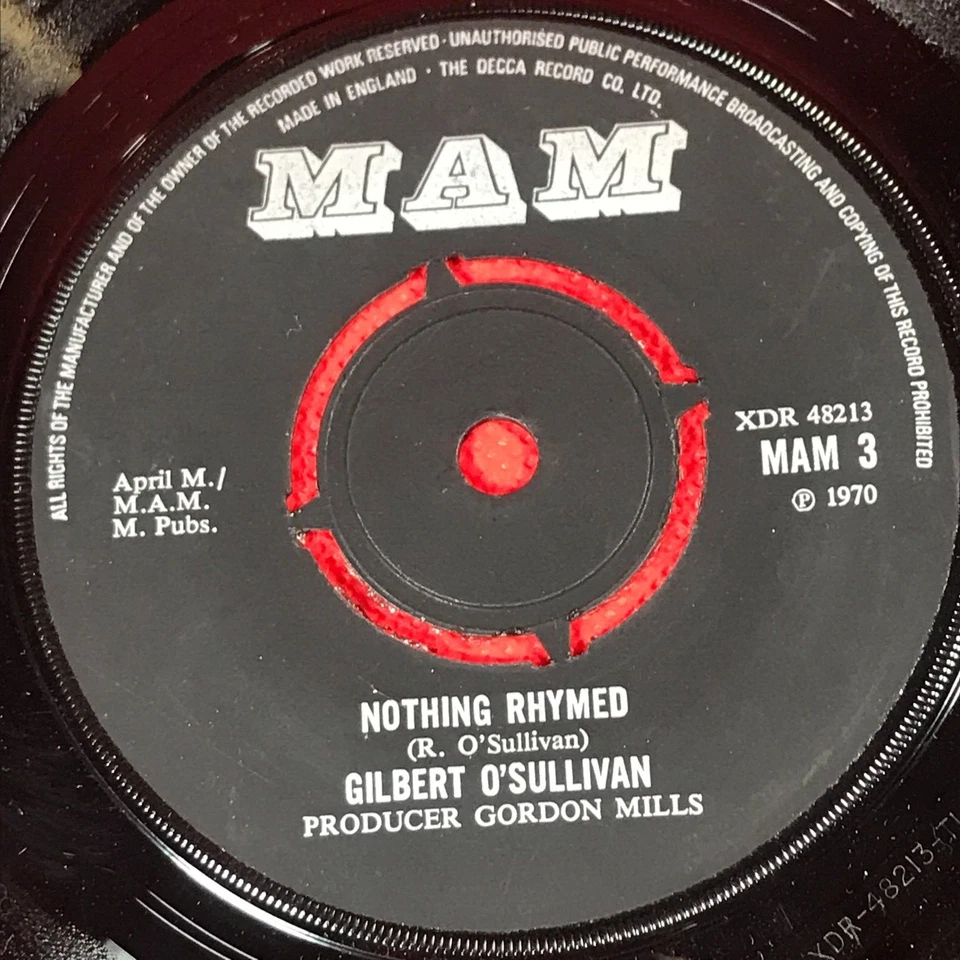 ALL RIGHTS OF THE MANUFACTURER AND OF THE OWNER OF THE RECORDED WORK RESERVED · UNAUTHORISED PUBLIC PERFORMANCE BROADCASTING AND COPYING OF THIS RECORD PROHIBITED
MADE IN ENGLAND · THE DECCA RECORD CO. LTD.
MAM
XDR 48213
MAM 3
℗ 1970
April M./
M.A.M.
M. Pubs.
NOTHING RHYMED
(R. O'Sullivan)
GILBERT O'SULLIVAN
PRODUCER GORDON MILLS
XDR-48213-